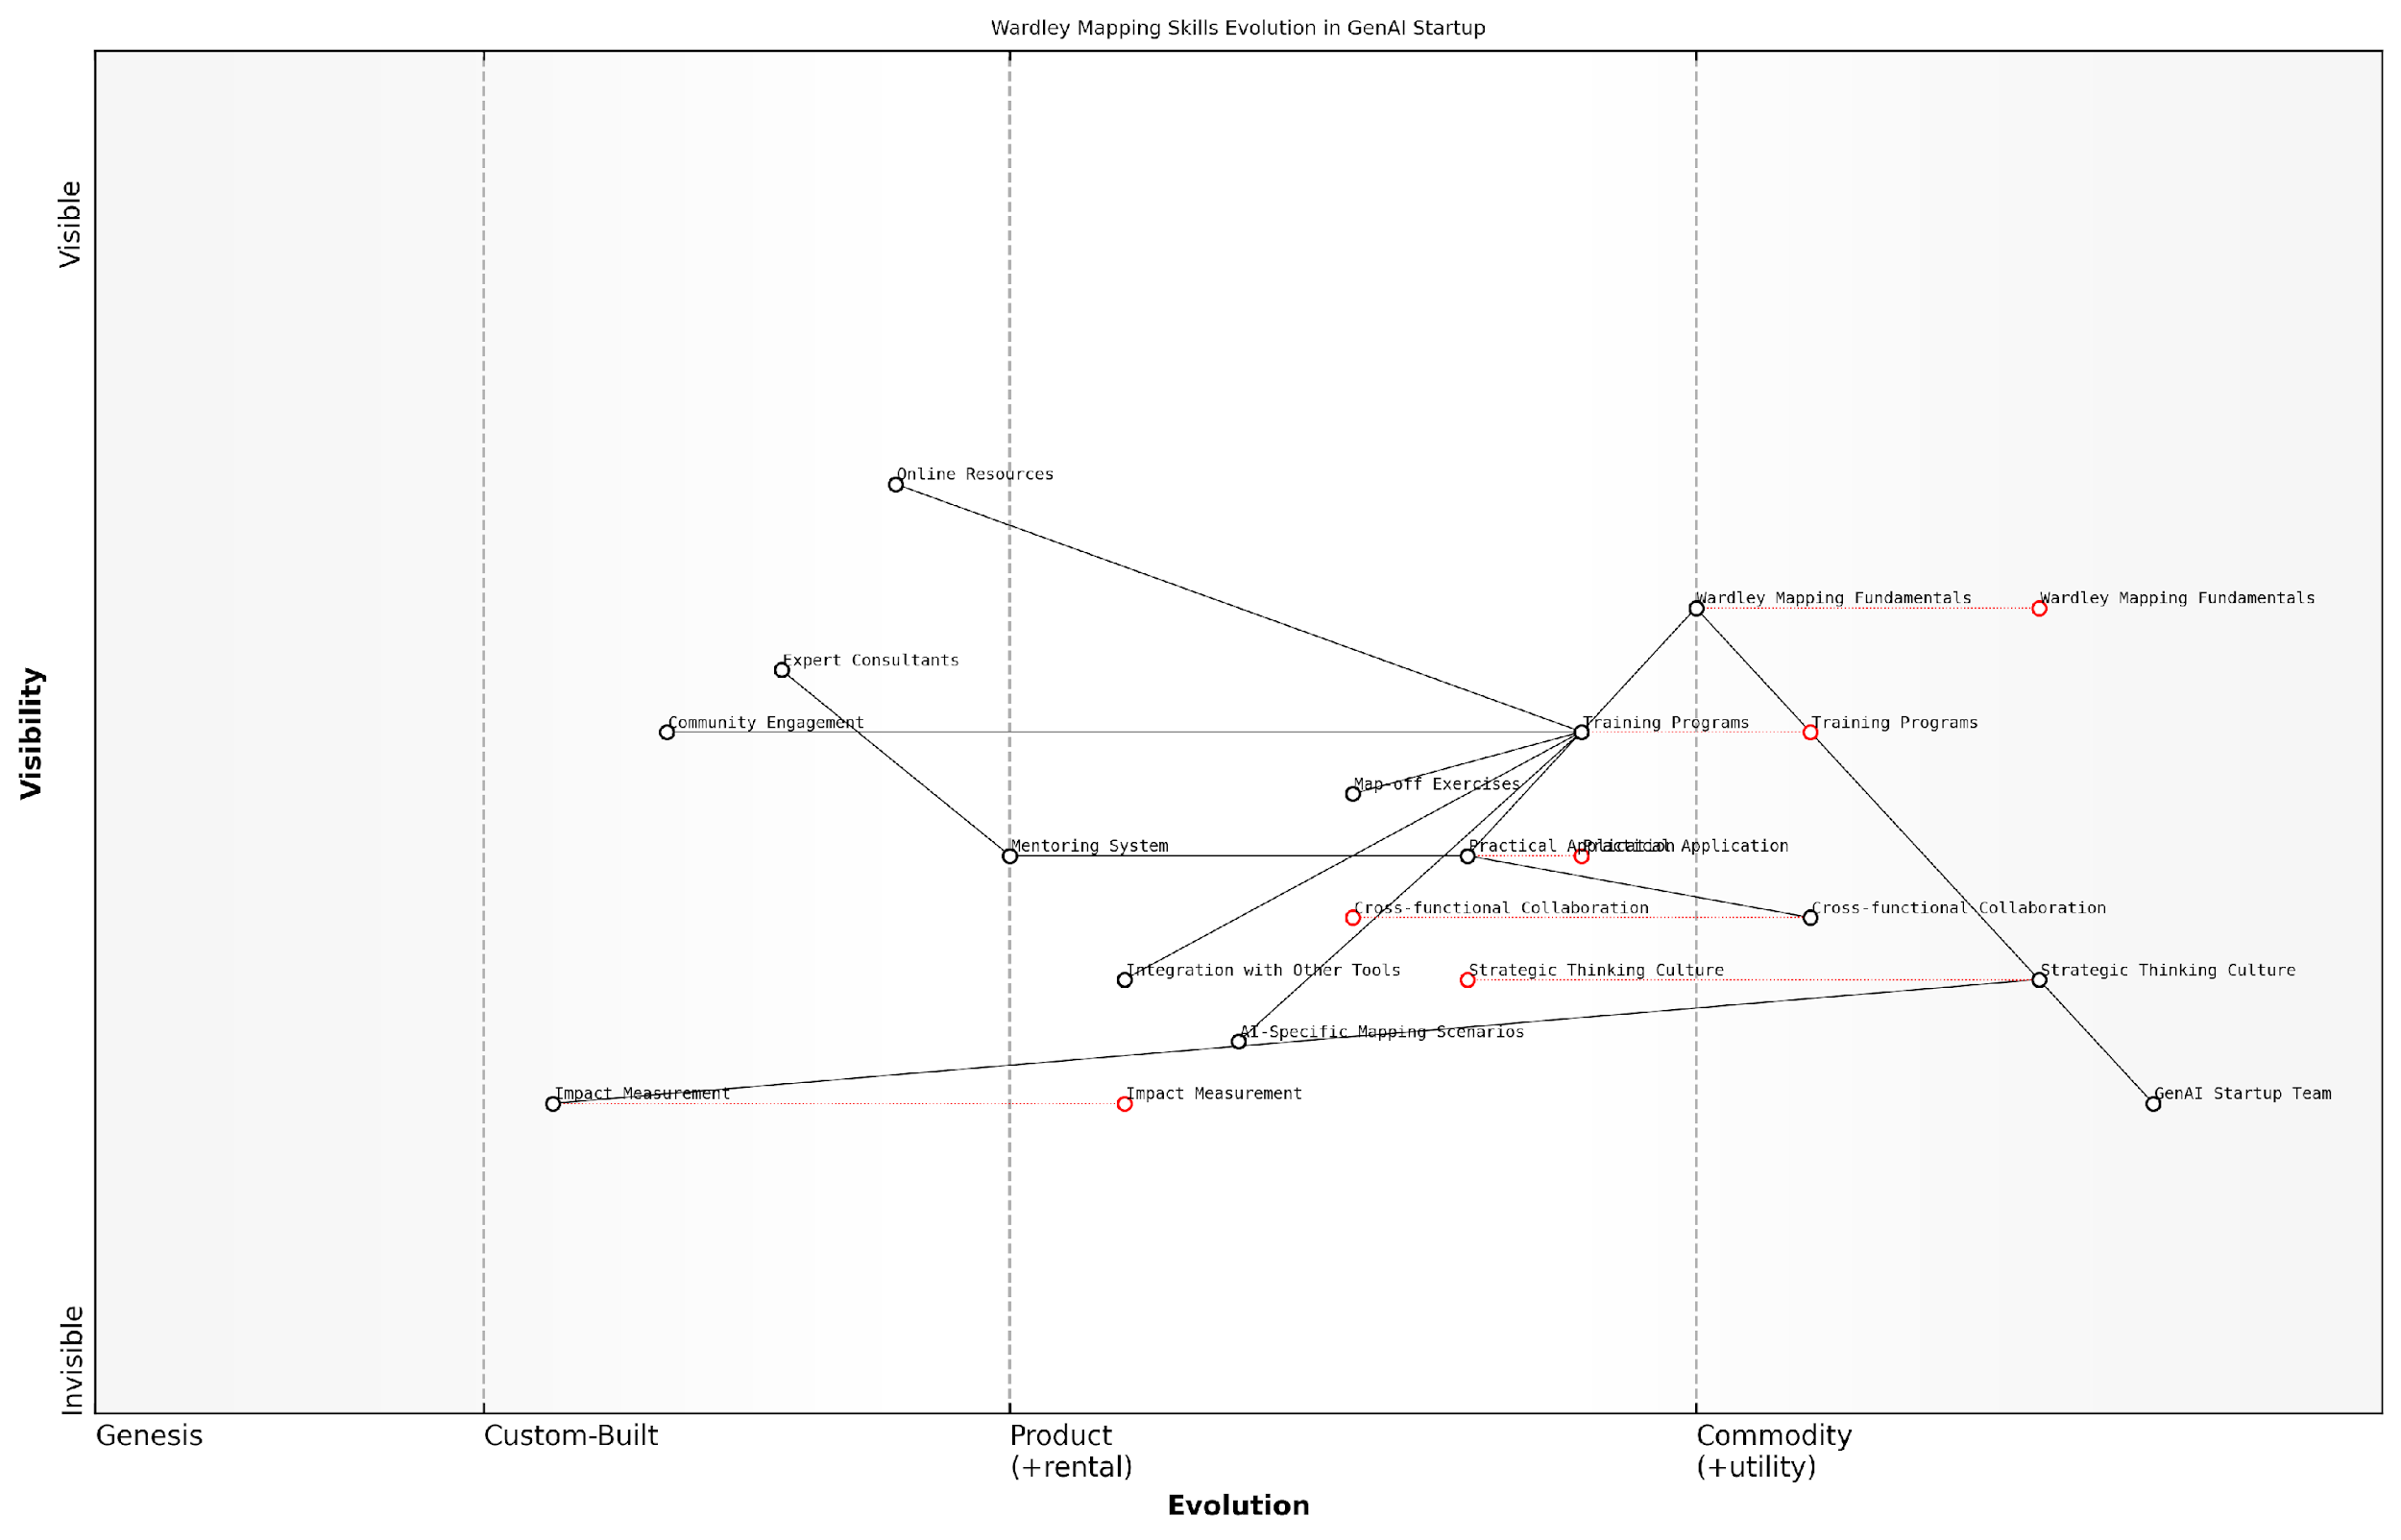 Wardley Mapping Skills Evolution in GenAI Startup
Visible
Visibility
Invisible
Online Resources
Wardley Mapping Fundamentals
Wardley Mapping Fundamentals
Expert Consultants
Community Engagement
Training Programs
Training Programs
Map-off Exercises
Mentoring System
Practical Application
Practical Application
Cross-functional Collaboration
Cross-functional Collaboration
Integration with Other Tools
Strategic Thinking Culture
Strategic Thinking Culture
AI-Specific Mapping Scenarios
Impact Measurement
Impact Measurement
GenAI Startup Team
Genesis
Custom-Built
Product
(+rental)
Commodity
(+utility)
Evolution